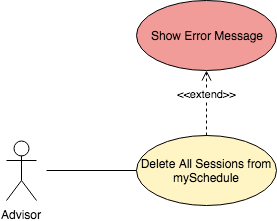 Show Error Message
<<extend>>
Delete All Sessions from
mySchedule
Advisor